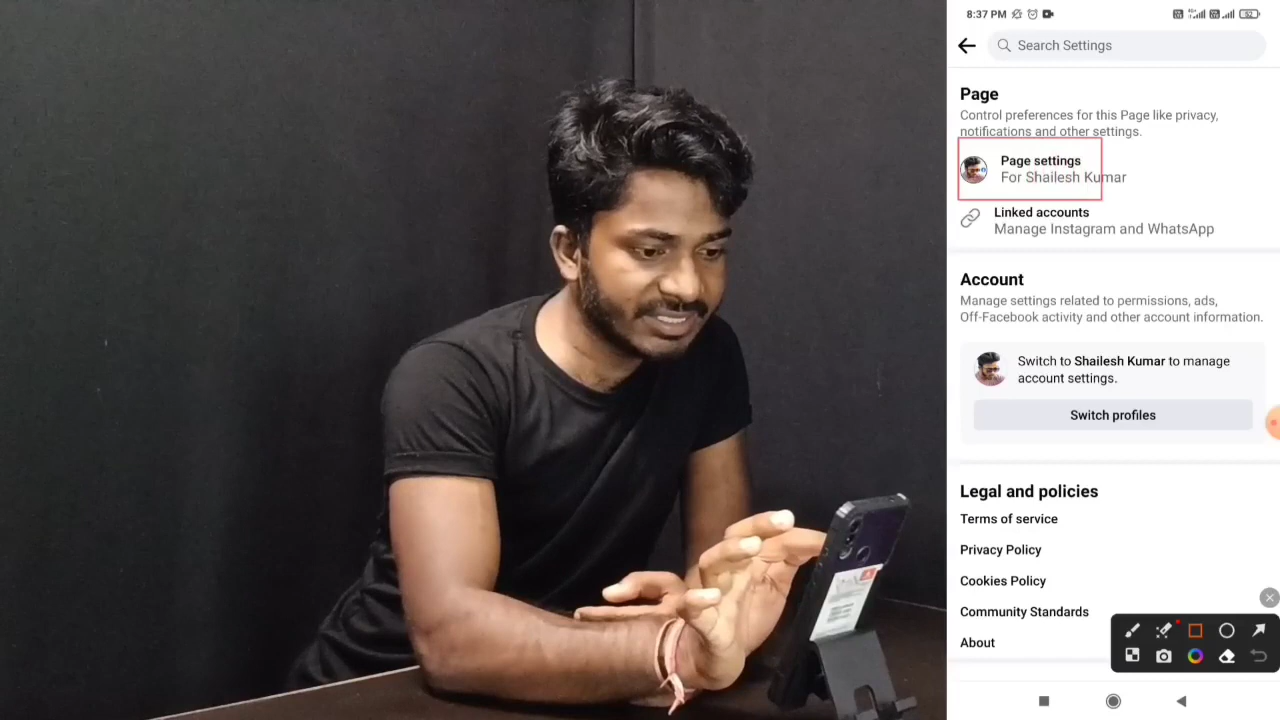 8:37 PM
52
Search Settings
Page
Control preferences for this Page like privacy,
notifications and other settings.
Page settings
For Shailesh Kumar
Linked accounts
Manage Instagram and WhatsApp
Account
Manage settings related to permissions, ads,
Off-Facebook activity and other account information.
Switch to Shailesh Kumar to manage
account settings.
Switch profiles
Legal and policies
Terms of service
Privacy Policy
Cookies Policy
Community Standards
About